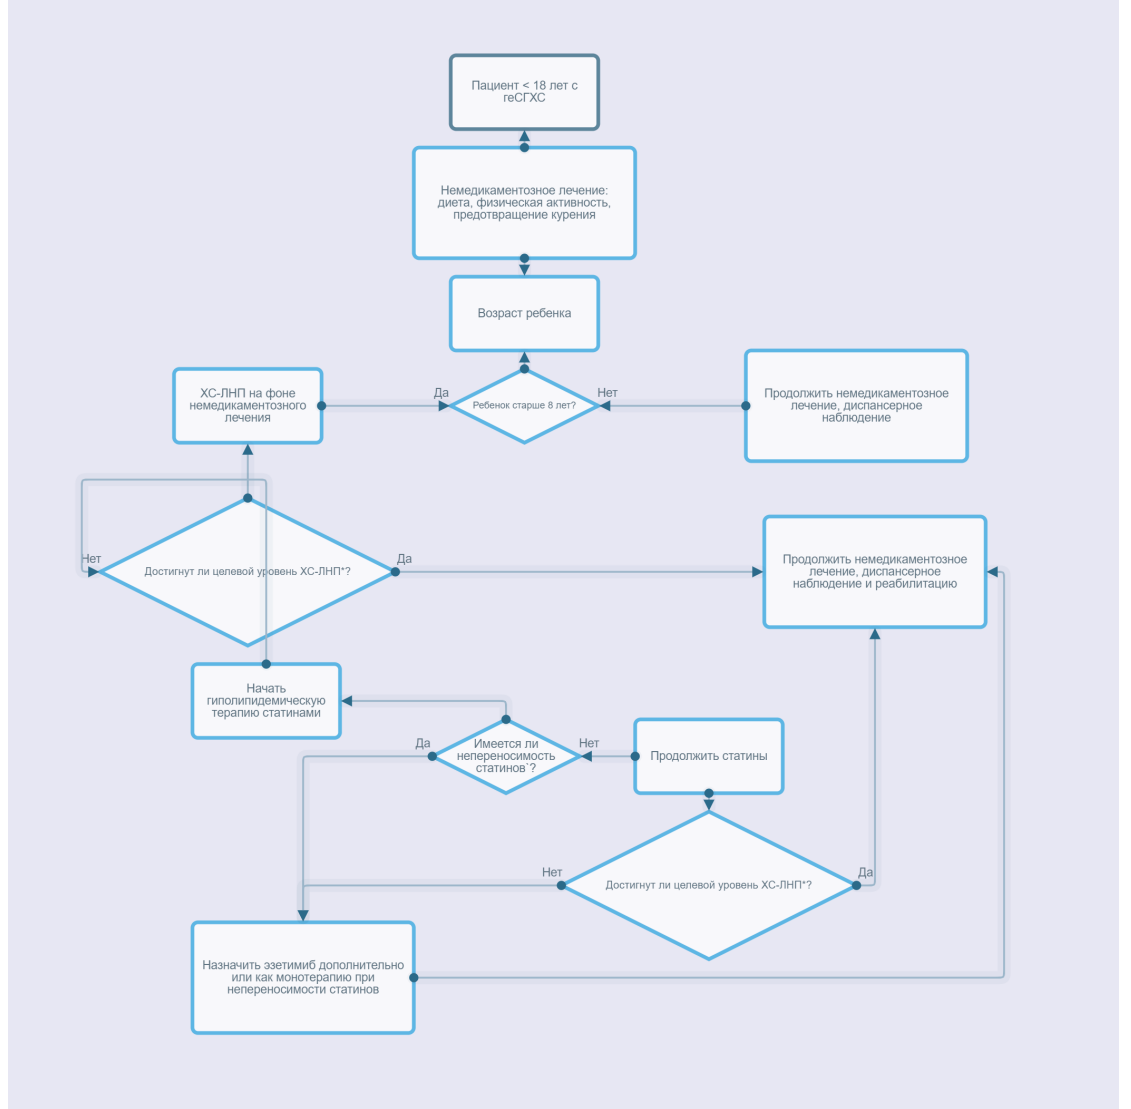 Пациент < 18 лет с
геСГХС
Немедикаментозное лечение:
диета, физическая активность,
предотвращение курения
Возраст ребенка
ХС-ЛНП на фоне
немедикаментозного
лечения
Да
Ребенок старше 8 лет?
Нет
Продолжить немедикаментозное
лечение, диспансерное
наблюдение
Нет
Достигнут ли целевой уровень ХС-ЛНП*?
Да
Продолжить немедикаментозное
лечение, диспансерное
наблюдение и реабилитацию
Начать
гиполипидемическую
терапию статинами
Да
Имеется ли
непереносимость
статинов`?
Нет
Продолжить статины
Нет
Достигнут ли целевой уровень ХС-ЛНП*?
Да
Назначить эзетимиб дополнительно
или как монотерапию при
непереносимости статинов